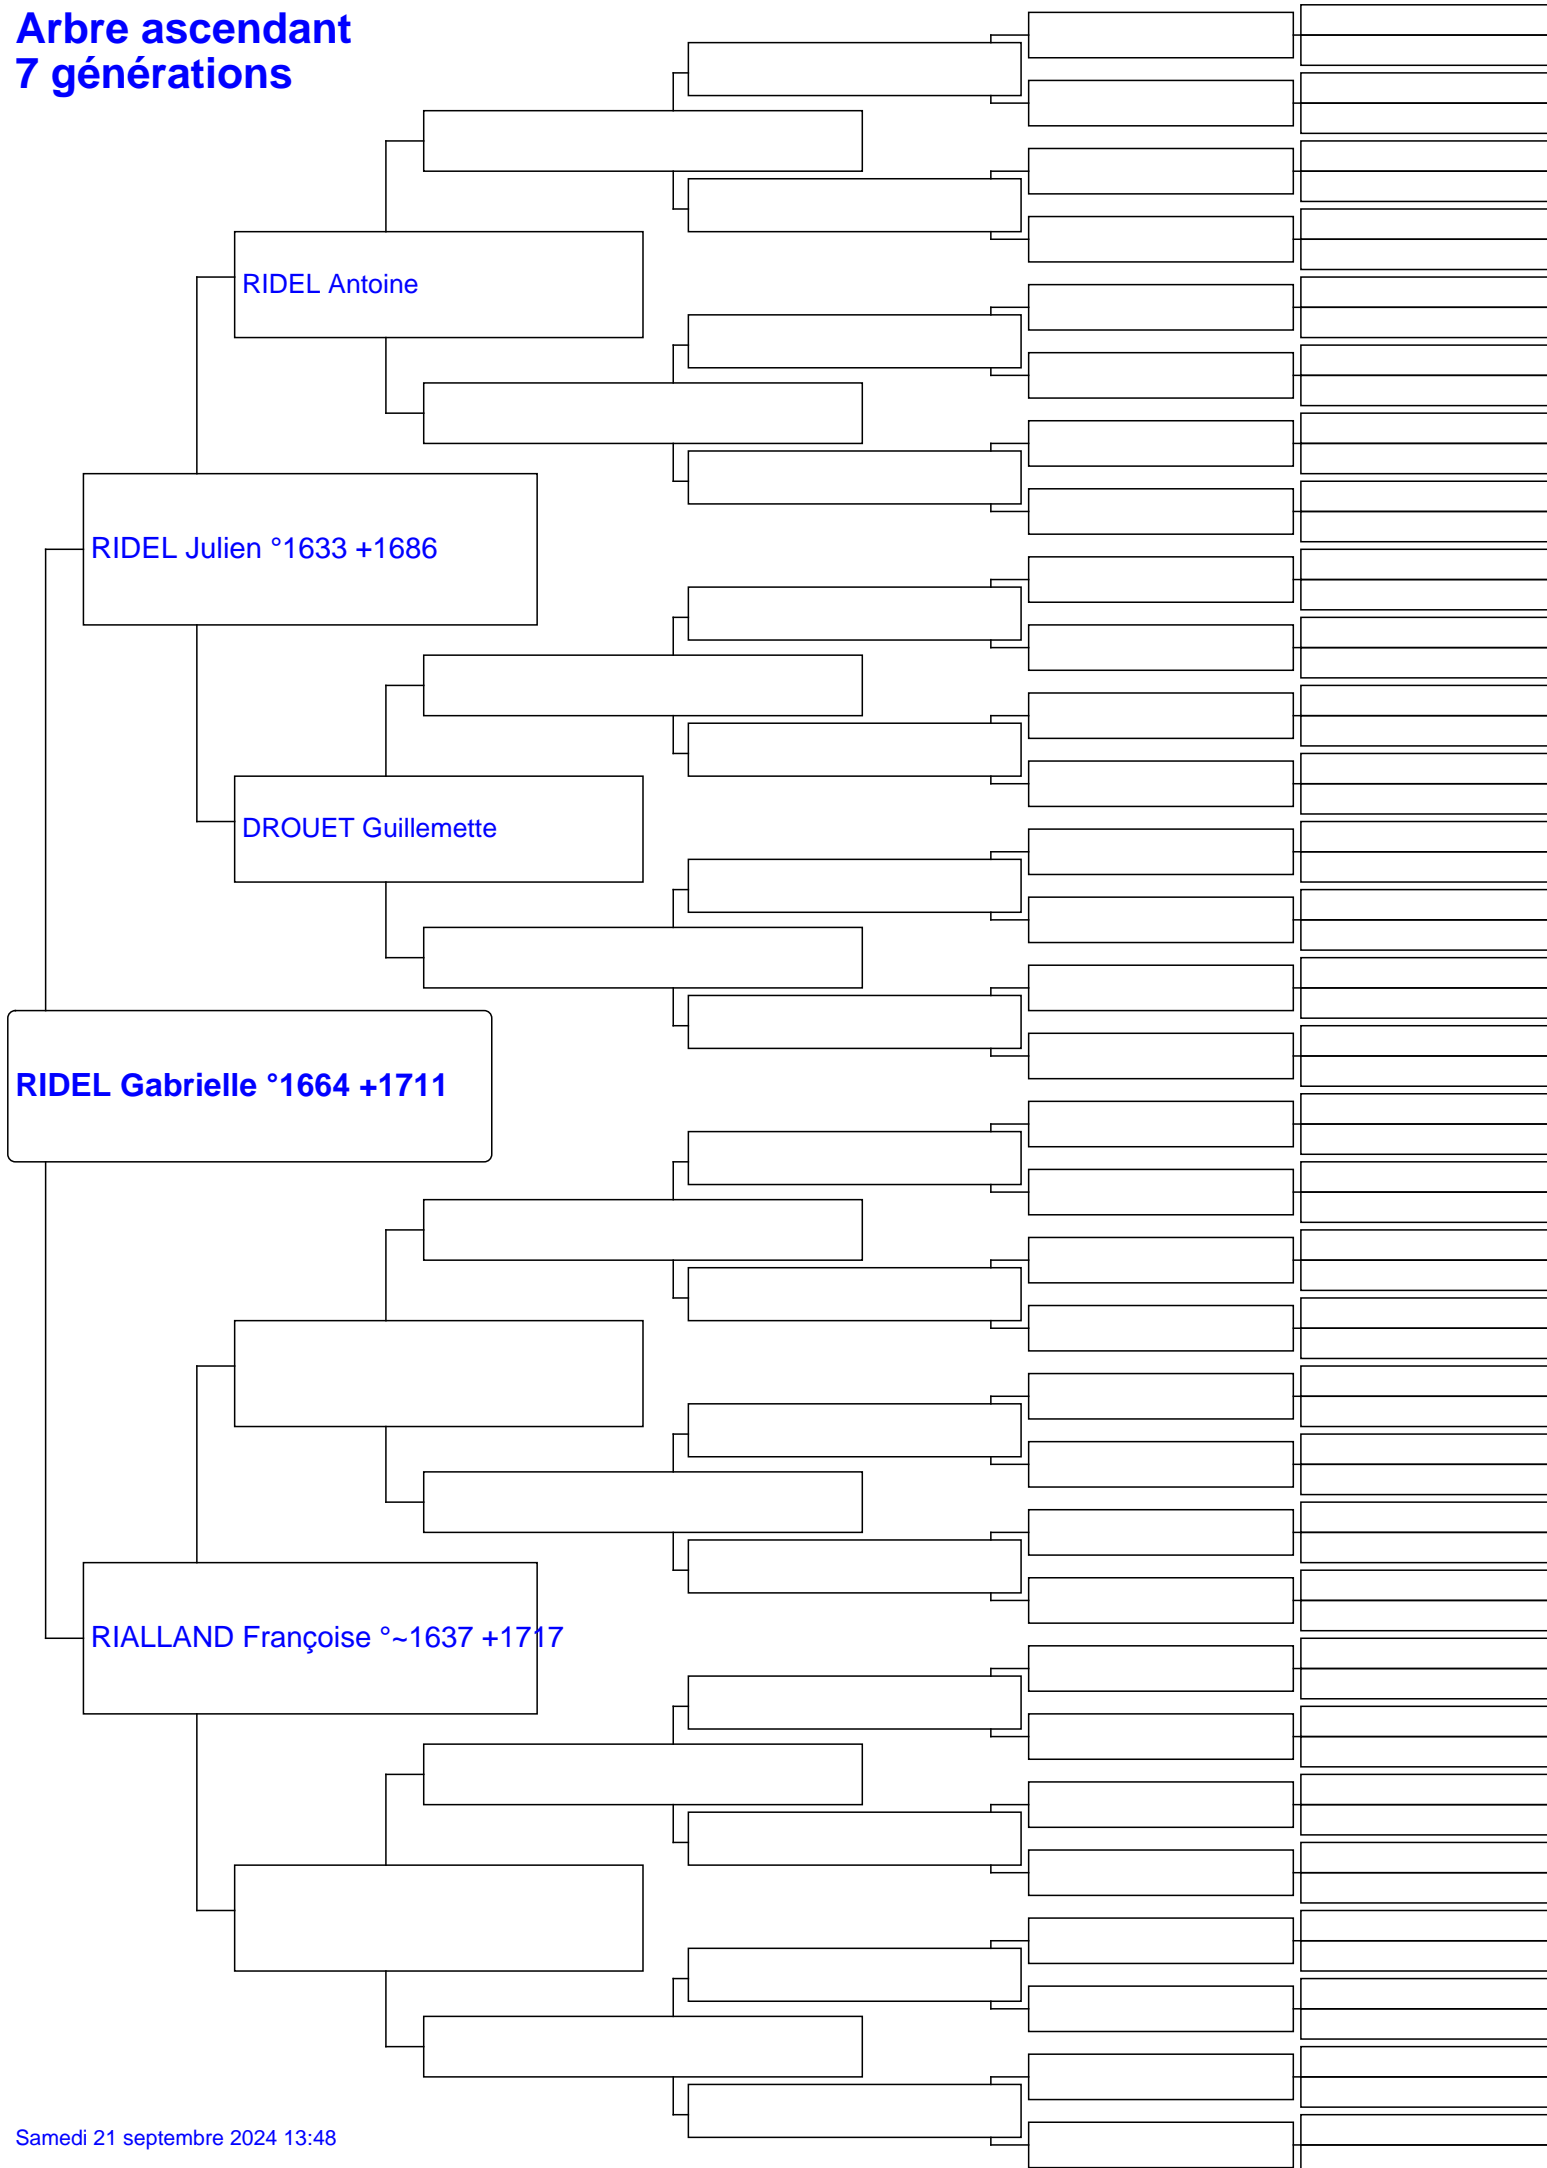 Arbre ascendant
7 générations
RIDEL Antoine
RIDEL Julien °1633 +1686
DROUET Guillemette
RIDEL Gabrielle °1664 +1711
RIALLAND Françoise °~1637 +1717
Samedi 21 septembre 2024 13:48